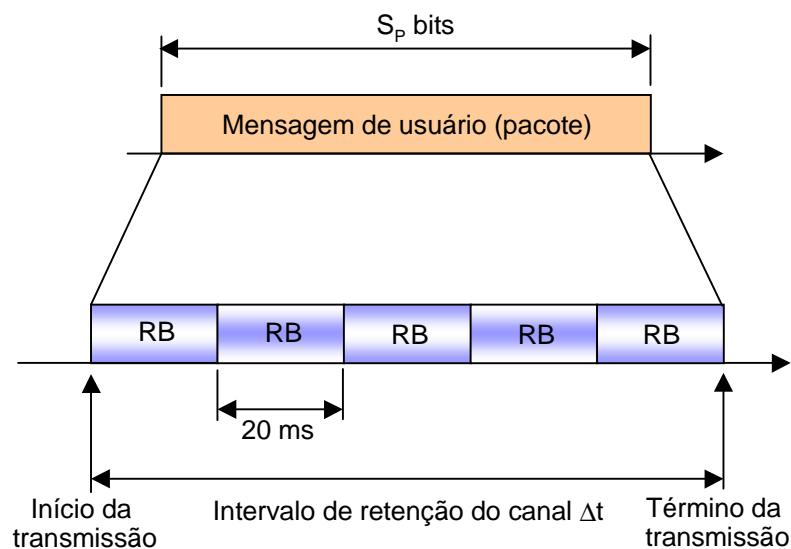 S_P bits
Mensagem de usuário (pacote)
RB RB RB RB RB
20 ms
Início da
transmissão
Intervalo de retenção do canal Δt
Término da
transmissão